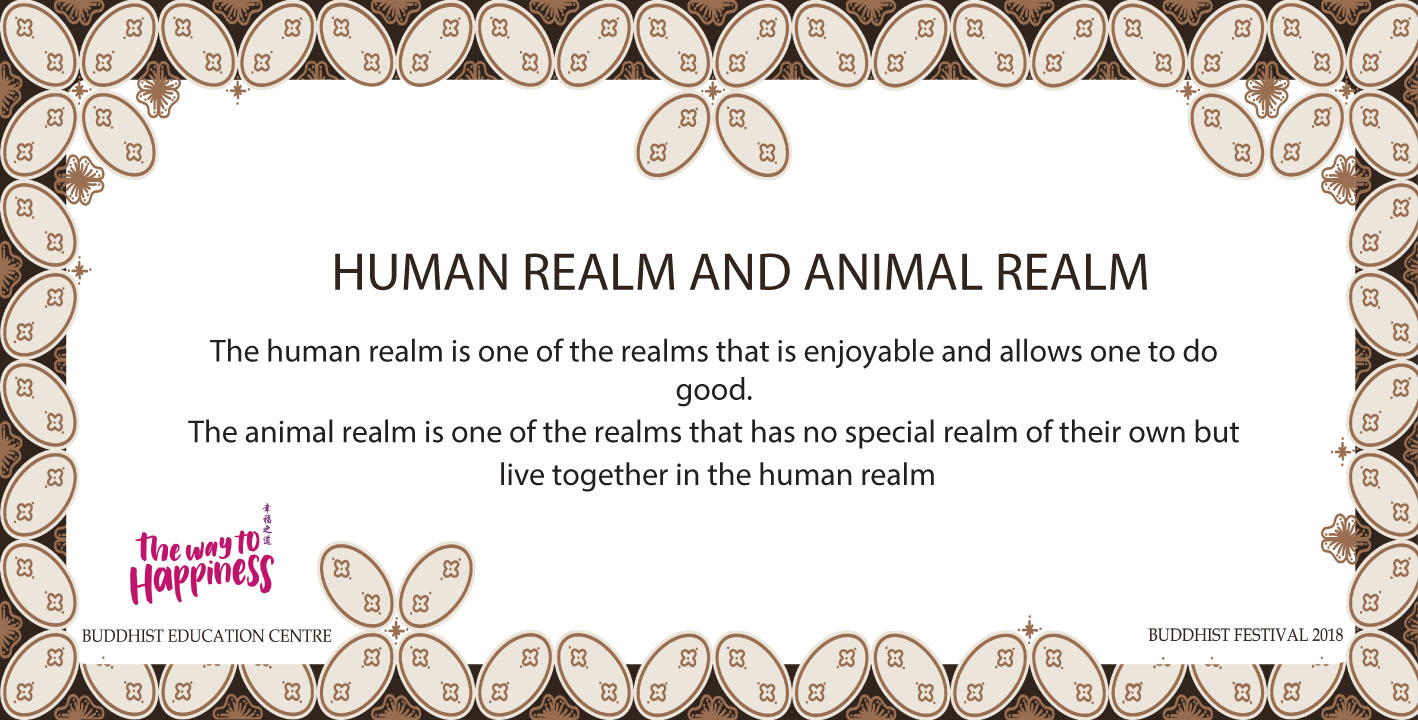 HUMAN REALM AND ANIMAL REALM
The human realm is one of the realms that is enjoyable and allows one to do
good.
The animal realm is one of the realms that has no special realm of their own but
live together in the human realm
幸福之道
The way to
Happiness
BUDDHIST EDUCATION CENTRE
BUDDHIST FESTIVAL 2018